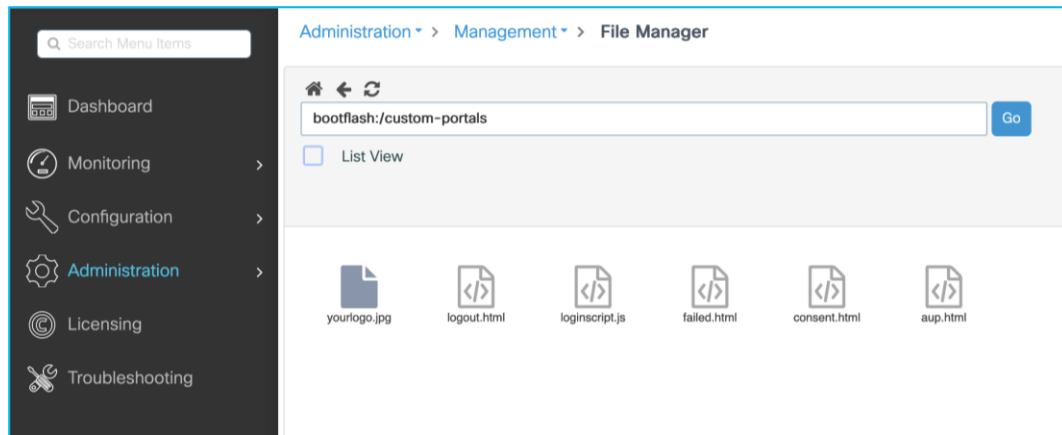 Search Menu Items
Dashboard
Monitoring
Configuration
Administration
Licensing
Troubleshooting
Administration > Management > File Manager
bootflash:/custom-portals
Go
List View
yourlogo.jpg logout.html loginscript.js failed.html consent.html aup.html